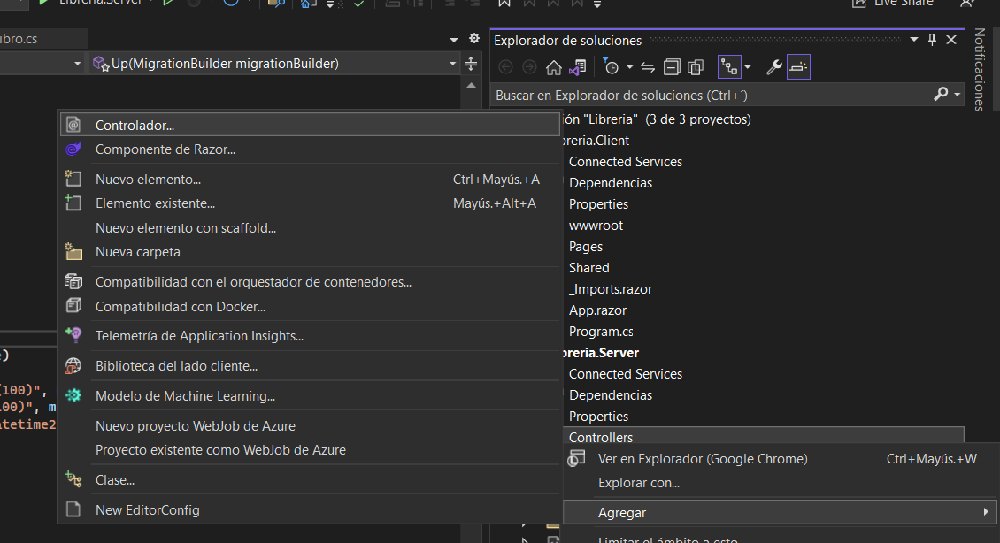 Libreria.Server
Live Share
ibro.cs
Up(MigrationBuilder migrationBuilder)
Explorador de soluciones
Notificaciones
Buscar en Explorador de soluciones (Ctrl+´)
ión "Libreria" (3 de 3 proyectos)
breria.Client
Connected Services
Dependencias
Properties
wwwroot
Pages
Shared
_Imports.razor
App.razor
Program.cs
breria.Server
Connected Services
Dependencias
Properties
Controllers
Controlador...
Componente de Razor...
Nuevo elemento... Ctrl+Mayús.+A
Elemento existente... Mayús.+Alt+A
Nuevo elemento con scaffold...
Nueva carpeta
Compatibilidad con el orquestador de contenedores...
Compatibilidad con Docker...
Telemetría de Application Insights...
Biblioteca del lado cliente...
Modelo de Machine Learning...
Nuevo proyecto WebJob de Azure
Proyecto existente como WebJob de Azure
Clase...
New EditorConfig
Ver en Explorador (Google Chrome) Ctrl+Mayús.+W
Explorar con...
Agregar
Limitar el ámbito a esto
)
(100)",
100)", m
atetime2